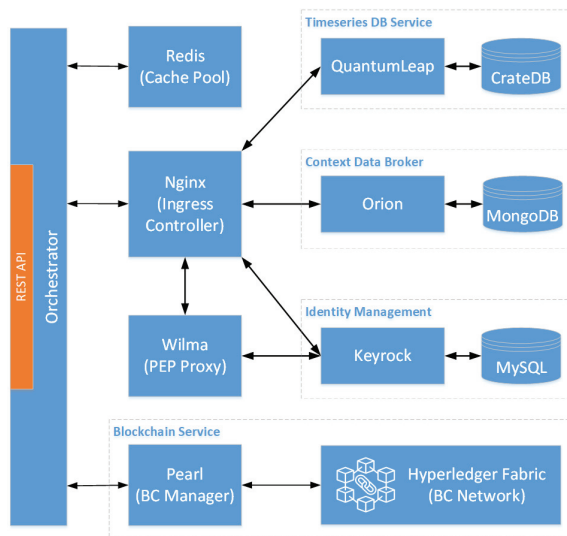 Timeseries DB Service
Redis
(Cache Pool)
QuantumLeap
CrateDB
Context Data Broker
Nginx
(Ingress
Controller)
Orion
MongoDB
REST API
Orchestrator
Identity Management
Wilma
(PEP Proxy)
Keyrock
MySQL
Blockchain Service
Pearl
(BC Manager)
Hyperledger Fabric
(BC Network)